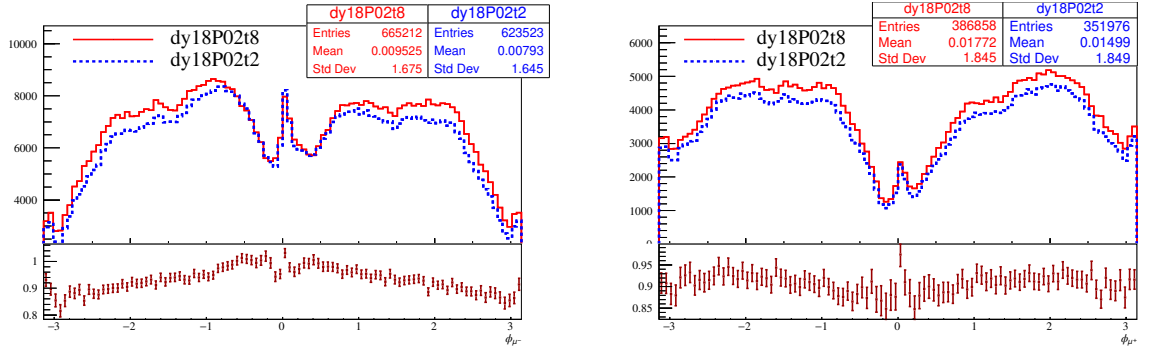 dy18P02t8 dy18P02t2
Entries 665212 Entries 623523
Mean 0.009525 Mean 0.00793
Std Dev 1.675 Std Dev 1.645
dy18P02t8
dy18P02t2
10000
8000
6000
4000
1
0.9
0.8
−3 −2 −1 0 1 2 3
ϕμ⁻
dy18P02t8 dy18P02t2
Entries 386858 Entries 351976
Mean 0.01772 Mean 0.01499
Std Dev 1.845 Std Dev 1.849
dy18P02t8
dy18P02t2
6000
5000
4000
3000
2000
1000
0
0.95
0.9
0.85
−3 −2 −1 0 1 2 3
ϕμ⁺